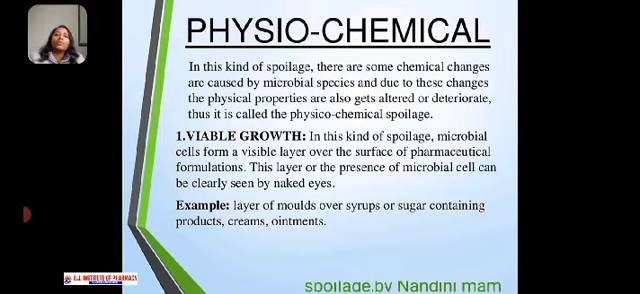 PHYSIO-CHEMICAL
In this kind of spoilage, there are some chemical changes
are caused by microbial species and due to these changes
the physical properties are also gets altered or deteriorate,
thus it is called the physico-chemical spoilage.
1.VIABLE GROWTH: In this kind of spoilage, microbial
cells form a visible layer over the surface of pharmaceutical
formulations. This layer or the presence of microbial cell can
be clearly seen by naked eyes.
Example: layer of moulds over syrups or sugar containing
products, creams, ointments.
INSTITUTE OF PHARMACY
spoilage.by Nandini mam